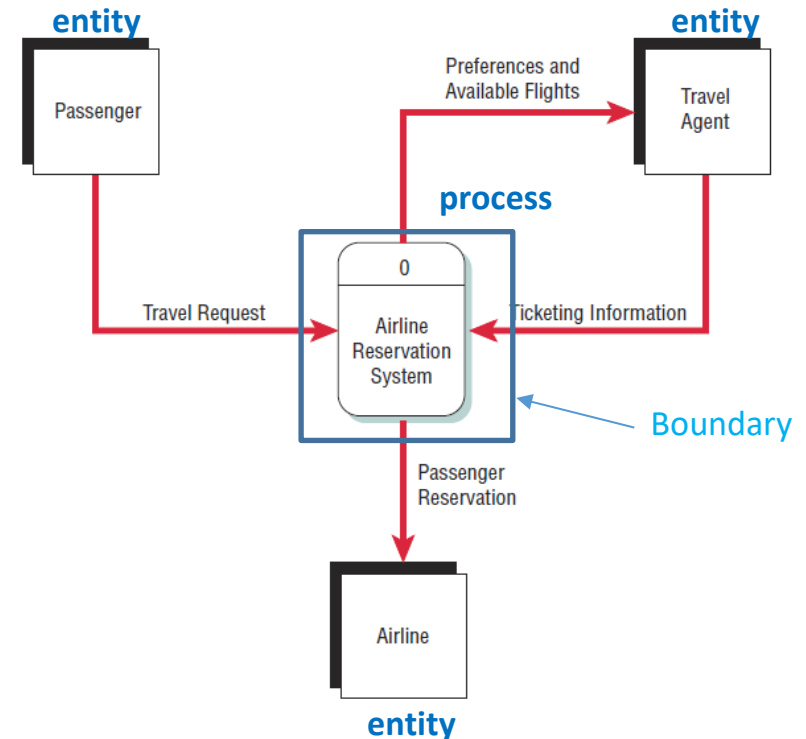 entity
entity
Passenger
Preferences and
Available Flights
Travel
Agent
process
0
Travel Request
Airline
Reservation
System
Ticketing Information
Boundary
Passenger
Reservation
Airline
entity